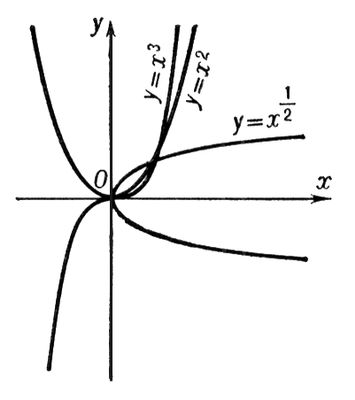 y
y=x³
y=x²
y=x^{1/2}
O
x